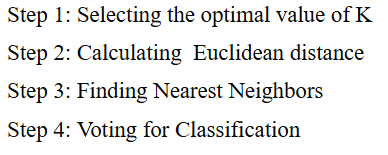 Step 1: Selecting the optimal value of K
Step 2: Calculating Euclidean distance
Step 3: Finding Nearest Neighbors
Step 4: Voting for Classification